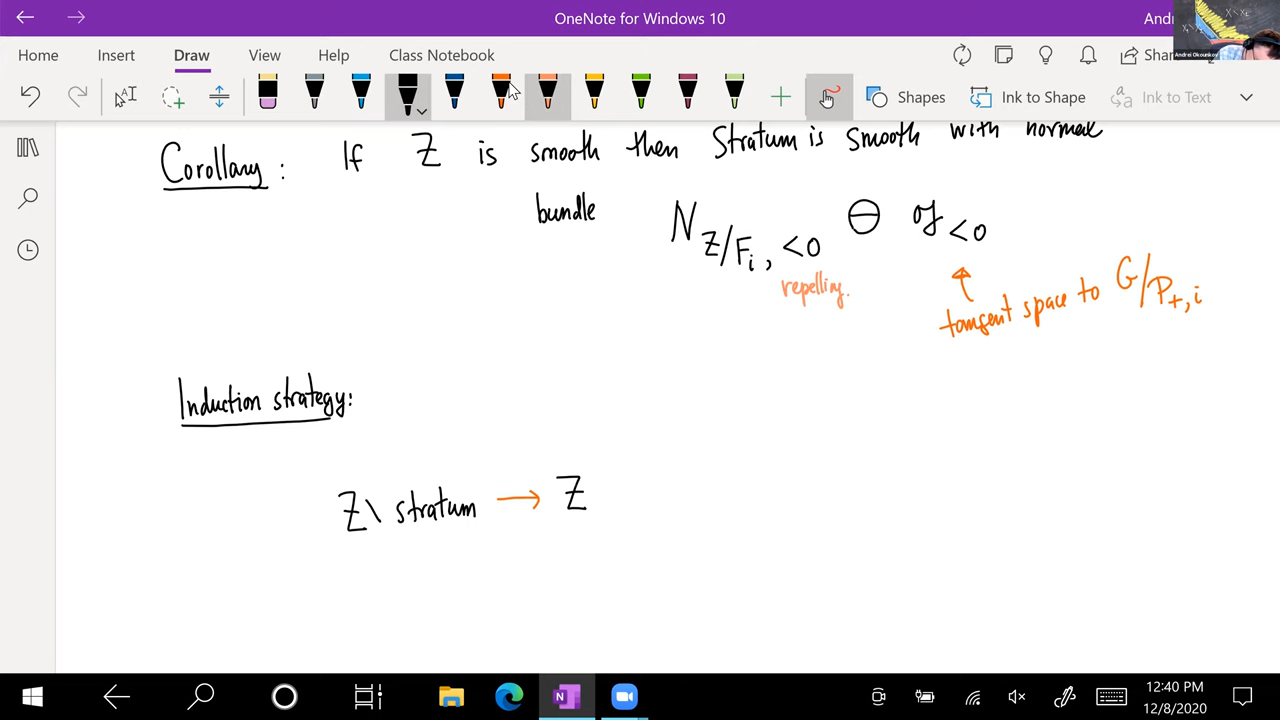 OneNote for Windows 10
Home Insert Draw View Help Class Notebook
Shapes Ink to Shape Ink to Text
Andrei Okounkov
Corollary: If Z is smooth then Stratum is smooth with normal
bundle N_{Z/F_i, <0} ⊖ 𝔤_{<0}
repelling.
tangent space to G/P_{+,i}
Induction strategy:
Z \ stratum → Z
12:40 PM
12/8/2020